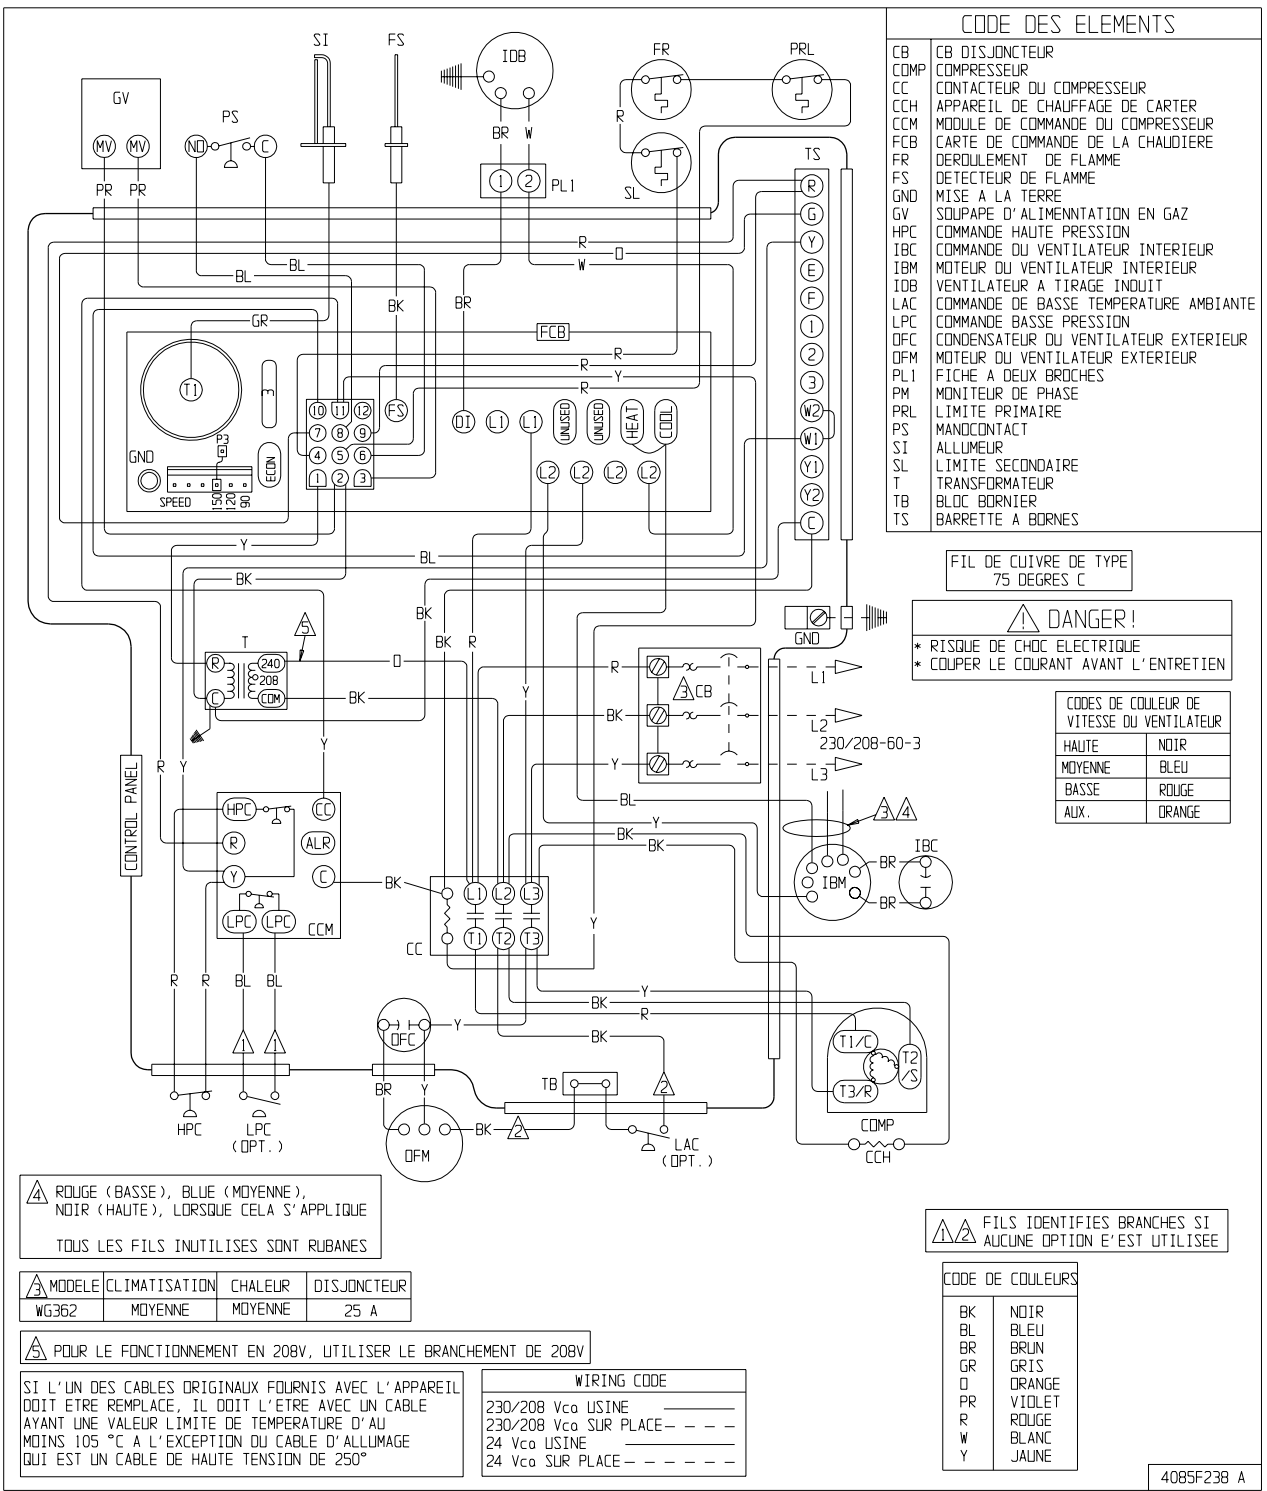 CODE DES ELEMENTS
CB CB DISJONCTEUR
COMP COMPRESSEUR
CC CONTACTEUR DU COMPRESSEUR
CCH APPAREIL DE CHAUFFAGE DE CARTER
CCM MODULE DE COMMANDE DU COMPRESSEUR
FCB CARTE DE COMMANDE DE LA CHAUDIERE
FR DEROULEMENT DE FLAMME
FS DETECTEUR DE FLAMME
GND MISE A LA TERRE
GV SOUPAPE D'ALIMENNTATION EN GAZ
HPC COMMANDE HAUTE PRESSION
IBC COMMANDE DU VENTILATEUR INTERIEUR
IBM MOTEUR DU VENTILATEUR INTERIEUR
IDB VENTILATEUR A TIRAGE INDUIT
LAC COMMANDE DE BASSE TEMPERATURE AMBIANTE
LPC COMMANDE BASSE PRESSION
OFC CONDENSATEUR DU VENTILATEUR EXTERIEUR
OFM MOTEUR DU VENTILATEUR EXTERIEUR
PL1 FICHE A DEUX BROCHES
PM MONITEUR DE PHASE
PRL LIMITE PRIMAIRE
PS MANOCONTACT
SI ALLUMEUR
SL LIMITE SECONDAIRE
T TRANSFORMATEUR
TB BLOC BORNIER
TS BARRETTE A BORNES
FIL DE CUIVRE DE TYPE
75 DEGRES C
! DANGER!
* RISQUE DE CHOC ELECTRIQUE
* COUPER LE COURANT AVANT L'ENTRETIEN
CODES DE COULEUR DE
VITESSE DU VENTILATEUR
HAUTE NOIR
MOYENNE BLEU
BASSE ROUGE
AUX. ORANGE
SI FS IDB FR PRL
GV PS
MV MV NO C
PR PR
BR W R
1 2 PL1 SL TS
R
G
Y
E
F
1
2
3
W2
W1
Y1
Y2
C
R
O
BL W
BL BR
BK
GR FCB
R
R
Y
R
T1 3
10 11 12 FS DI L1 L1 UNUSED UNUSED HEAT COOL
7 8 9
P3
4 5 6
GND ECON L2 L2 L2 L2
1 2 3
SPEED 150 120 90
Y
BL
BK
BK BK R
GND
T 5
R 240
208
C COM
O
BK
Y
Y
R L1
3 CB
BK L2
230/208-60-3
Y L3
CONTROL PANEL
R Y
HPC CC
R ALR
Y C
LPC LPC
CCM
BK
BL
Y
BK
BK
3 4
IBM IBC
BR
BR
L1 L2 L3
T1 T2 T3
CC
Y
R R BL BL
1 1
Y
BK
R
BK
OFC
Y
T1/C
T2/S
T3/R
COMP
CCH
BR Y
TB
2
BK 2
OFM
LAC
(OPT.)
HPC LPC
(OPT.)
4 ROUGE (BASSE), BLUE (MOYENNE),
NOIR (HAUTE), LORSQUE CELA S'APPLIQUE
TOUS LES FILS INUTILISES SONT RUBANES
3 MODELE CLIMATISATION CHALEUR DISJONCTEUR
WG362 MOYENNE MOYENNE 25 A
5 POUR LE FONCTIONNEMENT EN 208V, UTILISER LE BRANCHEMENT DE 208V
SI L'UN DES CABLES ORIGINAUX FOURNIS AVEC L'APPAREIL
DOIT ETRE REMPLACE, IL DOIT L'ETRE AVEC UN CABLE
AYANT UNE VALEUR LIMITE DE TEMPERATURE D'AU
MOINS 105 °C A L'EXCEPTION DU CABLE D'ALLUMAGE
QUI EST UN CABLE DE HAUTE TENSION DE 250°
WIRING CODE
230/208 Vca USINE
230/208 Vca SUR PLACE
24 Vca USINE
24 Vca SUR PLACE
1 2 FILS IDENTIFIES BRANCHES SI
AUCUNE OPTION E'EST UTILISEE
CODE DE COULEURS
BK NOIR
BL BLEU
BR BRUN
GR GRIS
O ORANGE
PR VIOLET
R ROUGE
W BLANC
Y JAUNE
4085F238 A